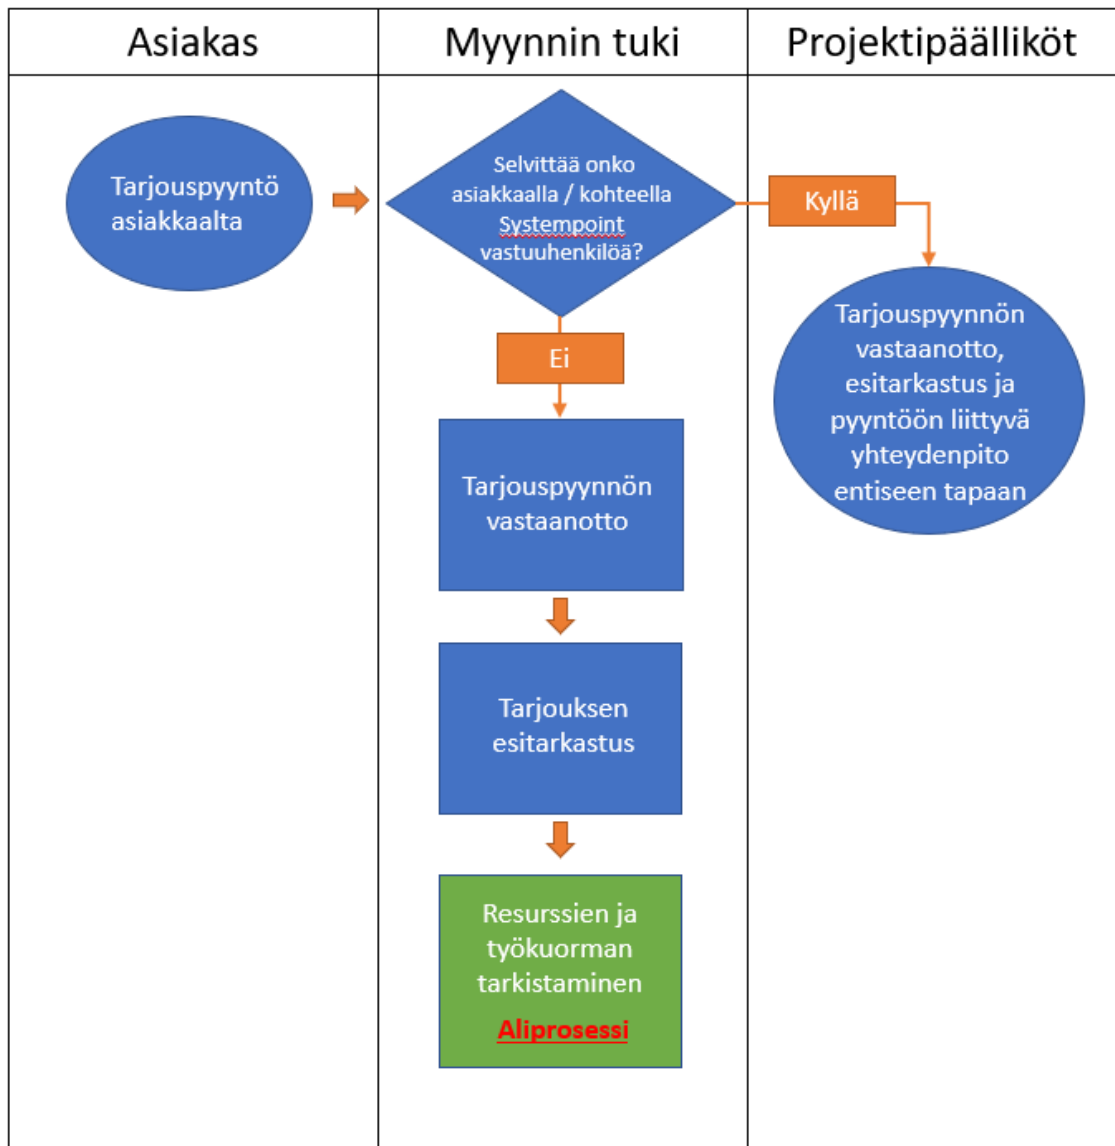 Asiakas
Myynnin tuki
Projektipäälliköt
Tarjouspyyntö
asiakkaalta
Selvittää onko
asiakkaalla / kohteella
Systempoint
vastuuhenkilöä?
Kyllä
Tarjouspyynnön
vastaanotto,
esitarkastus ja
pyyntöön liittyvä
yhteydenpito
entiseen tapaan
Ei
Tarjouspyynnön
vastaanotto
Tarjouksen
esitarkastus
Resurssien ja
työkuorman
tarkistaminen
Aliprosessi